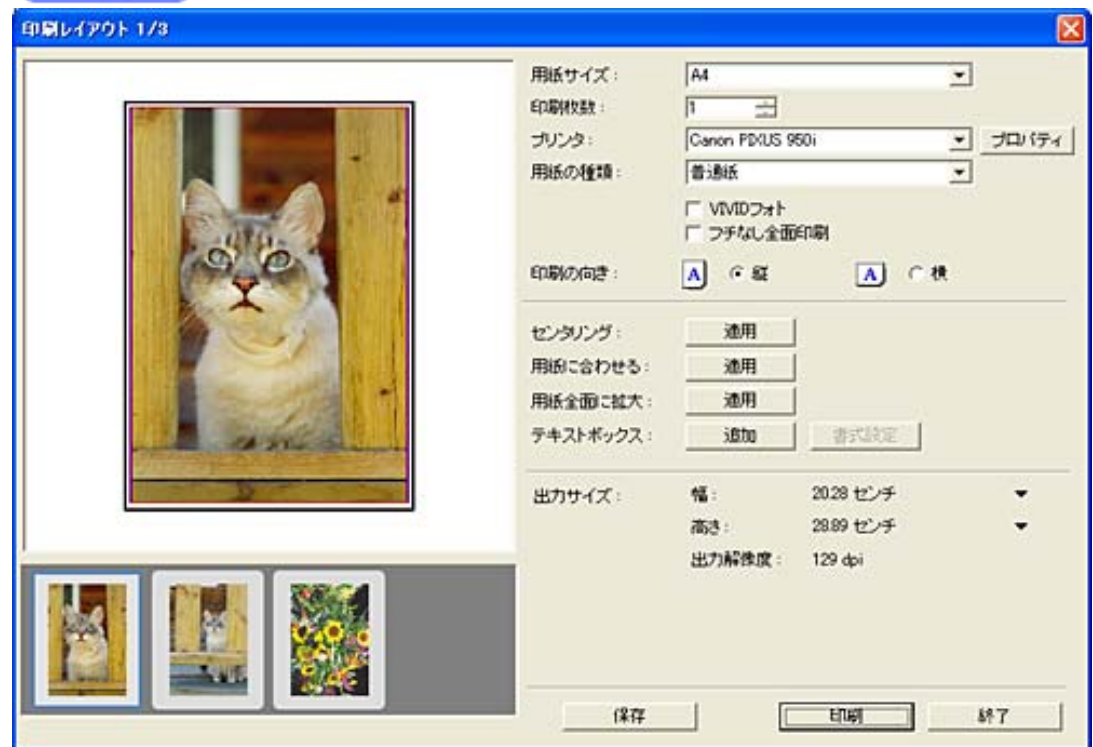 印刷レイアウト 1/3
用紙サイズ： A4
印刷枚数： 1
プリンタ： Canon PIXUS 950i プロパティ
用紙の種類： 普通紙
VIVIDフォト
フチなし全面印刷
印刷の向き： A 縦 A 横
センタリング： 適用
用紙に合わせる： 適用
用紙全面に拡大： 適用
テキストボックス： 追加 書式設定
出力サイズ： 幅： 20.28 センチ
高さ： 28.89 センチ
出力解像度： 129 dpi
保存 印刷 終了